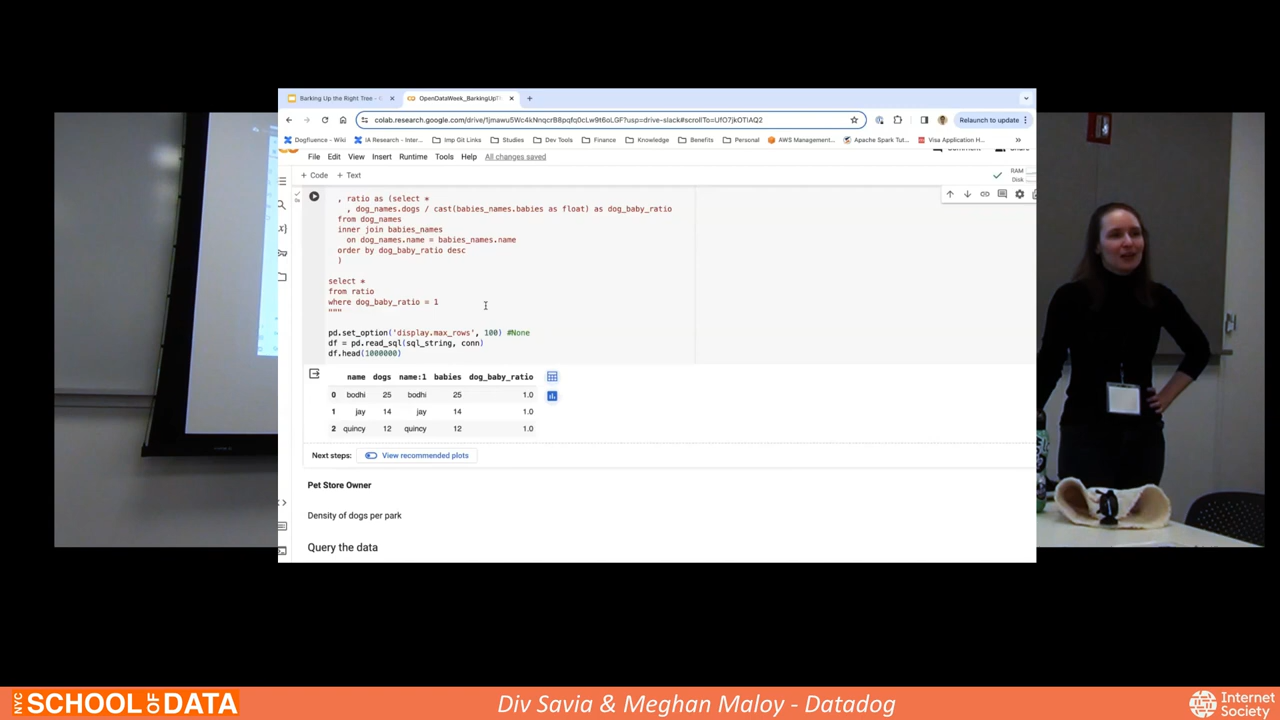 Barking Up the Right Tree -
OpenDataWeek_BarkingUpT
colab.research.google.com/drive/1jmawu5Wc4kNnqcrB8pqfq0cLw9t6oLGF?usp=drive-slack#scrollTo=UfO7jkOTIAQ2
Relaunch to update
Dogfluence - Wiki
IA Research - Inter...
Imp Git Links
Studies
Dev Tools
Finance
Knowledge
Benefits
Personal
AWS Management...
Apache Spark Tut...
Visa Application H...
»
File Edit View Insert Runtime Tools Help All changes saved
+ Code + Text
RAM
Disk
, ratio as (select *
, dog_names.dogs / cast(babies_names.babies as float) as dog_baby_ratio
from dog_names
inner join babies_names
on dog_names.name = babies_names.name
order by dog_baby_ratio desc
)
select *
from ratio
where dog_baby_ratio = 1
"""
pd.set_option('display.max_rows', 100) #None
df = pd.read_sql(sql_string, conn)
df.head(1000000)
name dogs name:1 babies dog_baby_ratio
0 bodhi 25 bodhi 25 1.0
1 jay 14 jay 14 1.0
2 quincy 12 quincy 12 1.0
Next steps: View recommended plots
Pet Store Owner
Density of dogs per park
Query the data
NYC SCHOOL OF DATA
Div Savia & Meghan Maloy - Datadog
Internet
Society